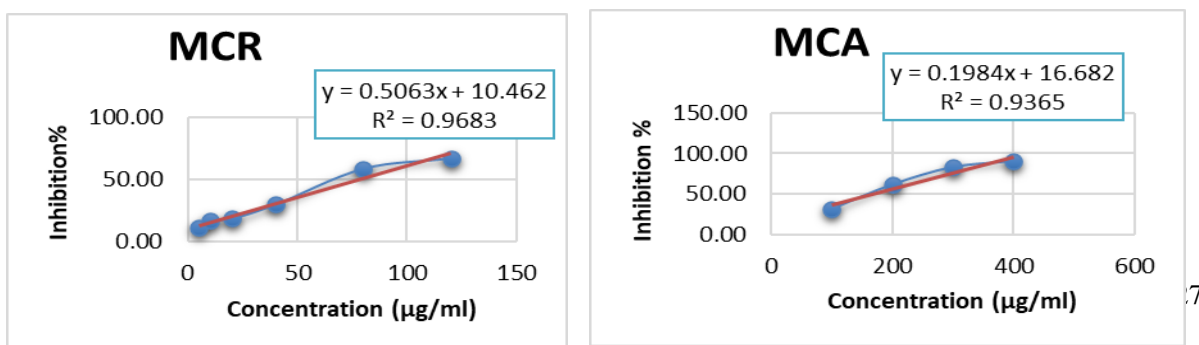 MCR
y = 0.5063x + 10.462
R² = 0.9683
100.00
50.00
0.00
0 50 100 150
Inhibition%
Concentration (µg/ml)
MCA
y = 0.1984x + 16.682
R² = 0.9365
150.00
100.00
50.00
0.00
0 200 400 600
Inhibition %
Concentration (µg/ml)